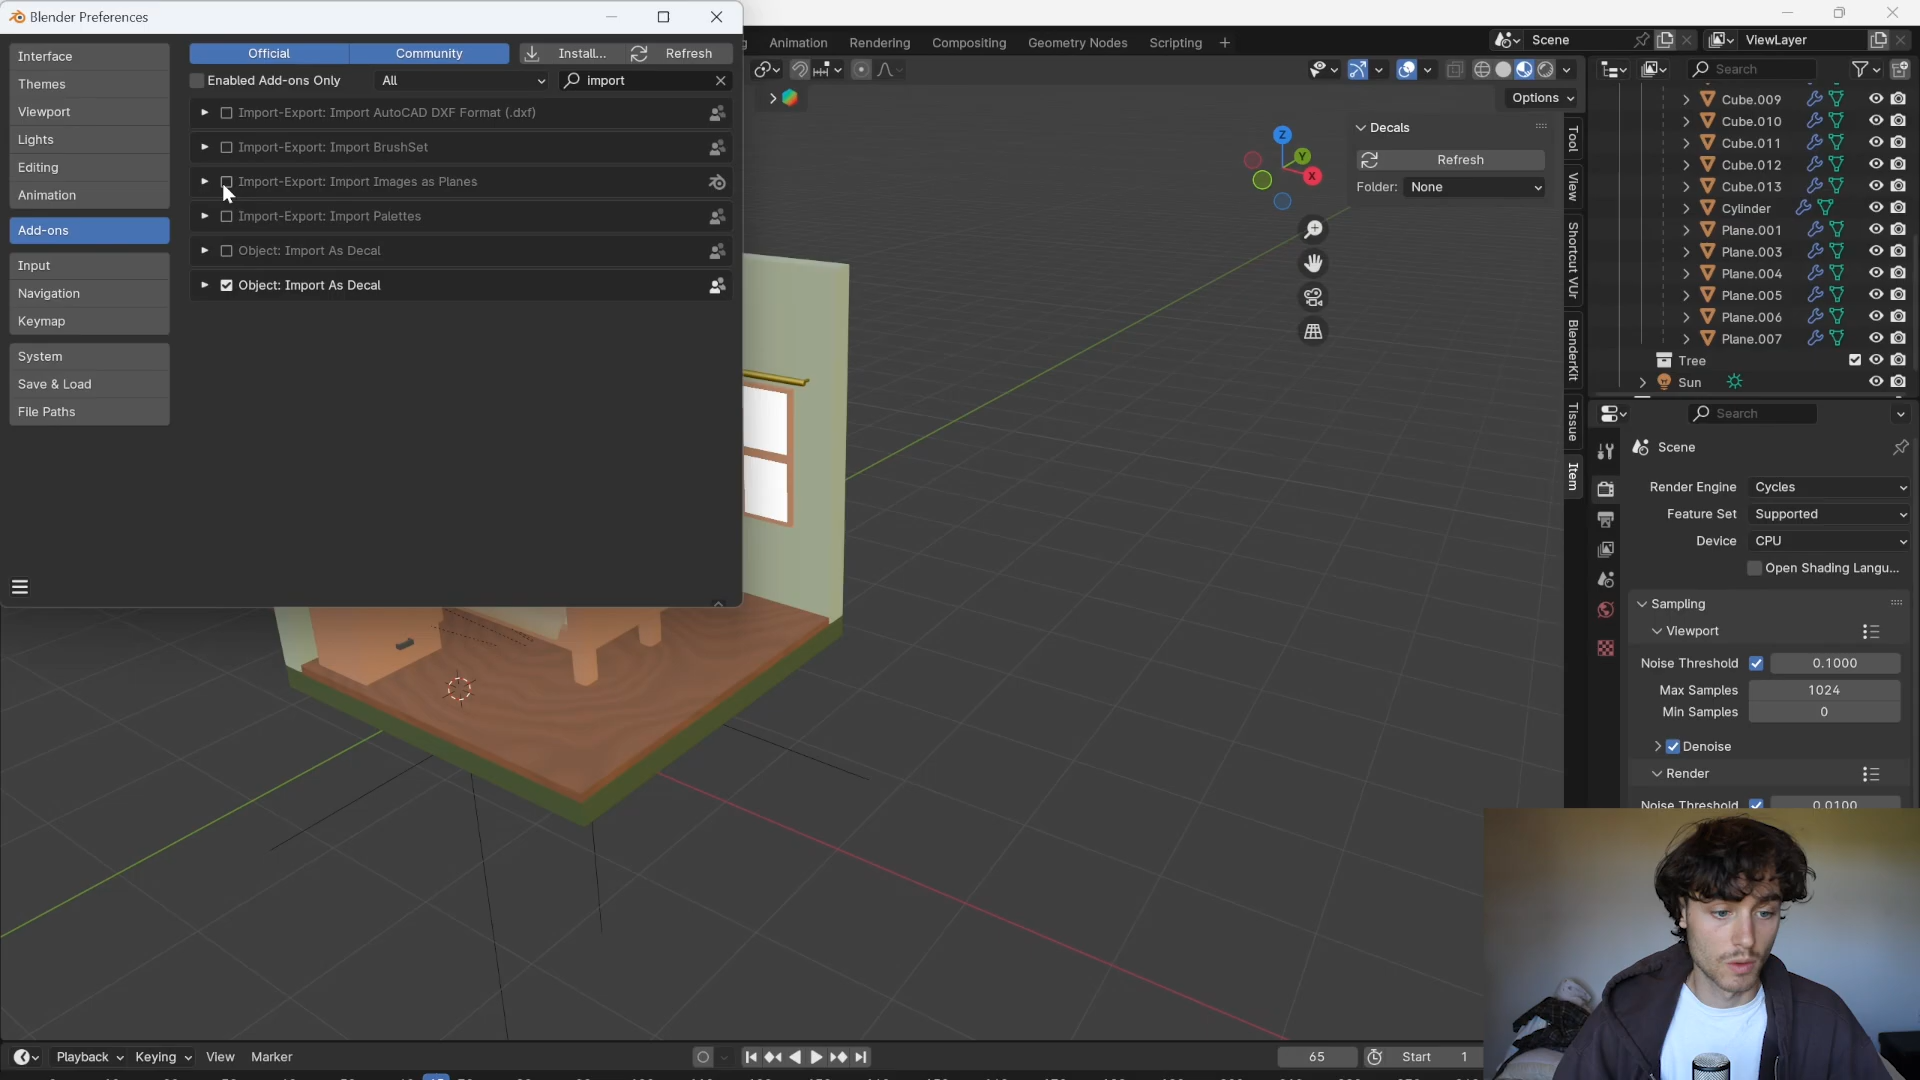 Blender Preferences
Interface
Themes
Viewport
Lights
Editing
Animation
Add-ons
Input
Navigation
Keymap
System
Save & Load
File Paths
Official
Community
Install...
Refresh
Enabled Add-ons Only
All
import
Import-Export: Import AutoCAD DXF Format (.dxf)
Import-Export: Import BrushSet
Import-Export: Import Images as Planes
Import-Export: Import Palettes
Object: Import As Decal
Object: Import As Decal
Animation
Rendering
Compositing
Geometry Nodes
Scripting
Scene
ViewLayer
Options
Search
Z
Y
X
Decals
Refresh
Folder: None
Tool
View
Shortcut VUr
BlenderKit
Tissue
Item
Cube.009
Cube.010
Cube.011
Cube.012
Cube.013
Cylinder
Plane.001
Plane.003
Plane.004
Plane.005
Plane.006
Plane.007
Tree
Sun
Search
Scene
Render Engine Cycles
Feature Set Supported
Device CPU
Open Shading Langu...
Sampling
Viewport
Noise Threshold 0.1000
Max Samples 1024
Min Samples 0
Denoise
Render
Noise Threshold 0.0100
Playback
Keying
View
Marker
65
Start 1